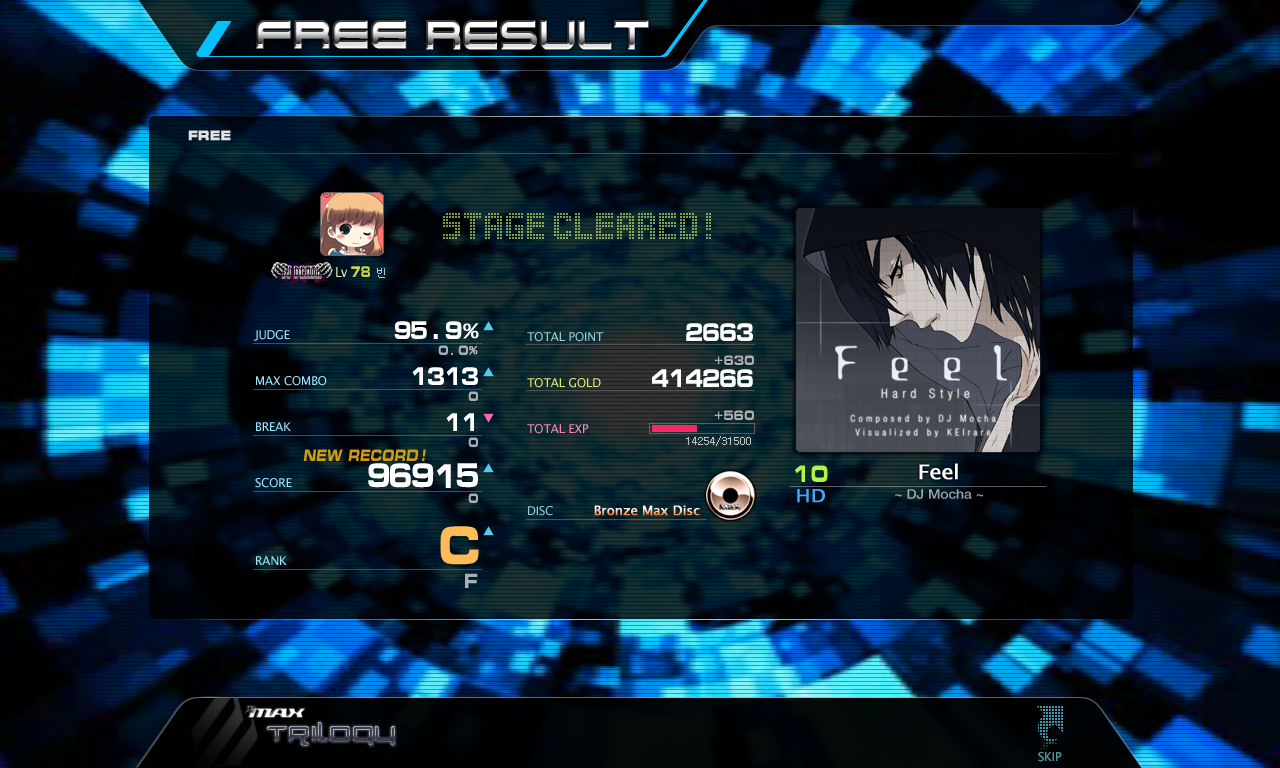 FREE RESULT
FREE
STAGE CLEARED!
Lv 78 빈
JUDGE 95.9%
0.0%
MAX COMBO 1313
0
BREAK 11
0
NEW RECORD!
SCORE 96915
0
RANK C
F
TOTAL POINT 2663
+630
TOTAL GOLD 414266
+560
TOTAL EXP
14254/31500
DISC Bronze Max Disc
MAX
Feel
Hard Style
Composed by DJ Mocha
Visualized by KEIrare
10 Feel
HD ~ DJ Mocha ~
MAX
TRILOGY
SKIP